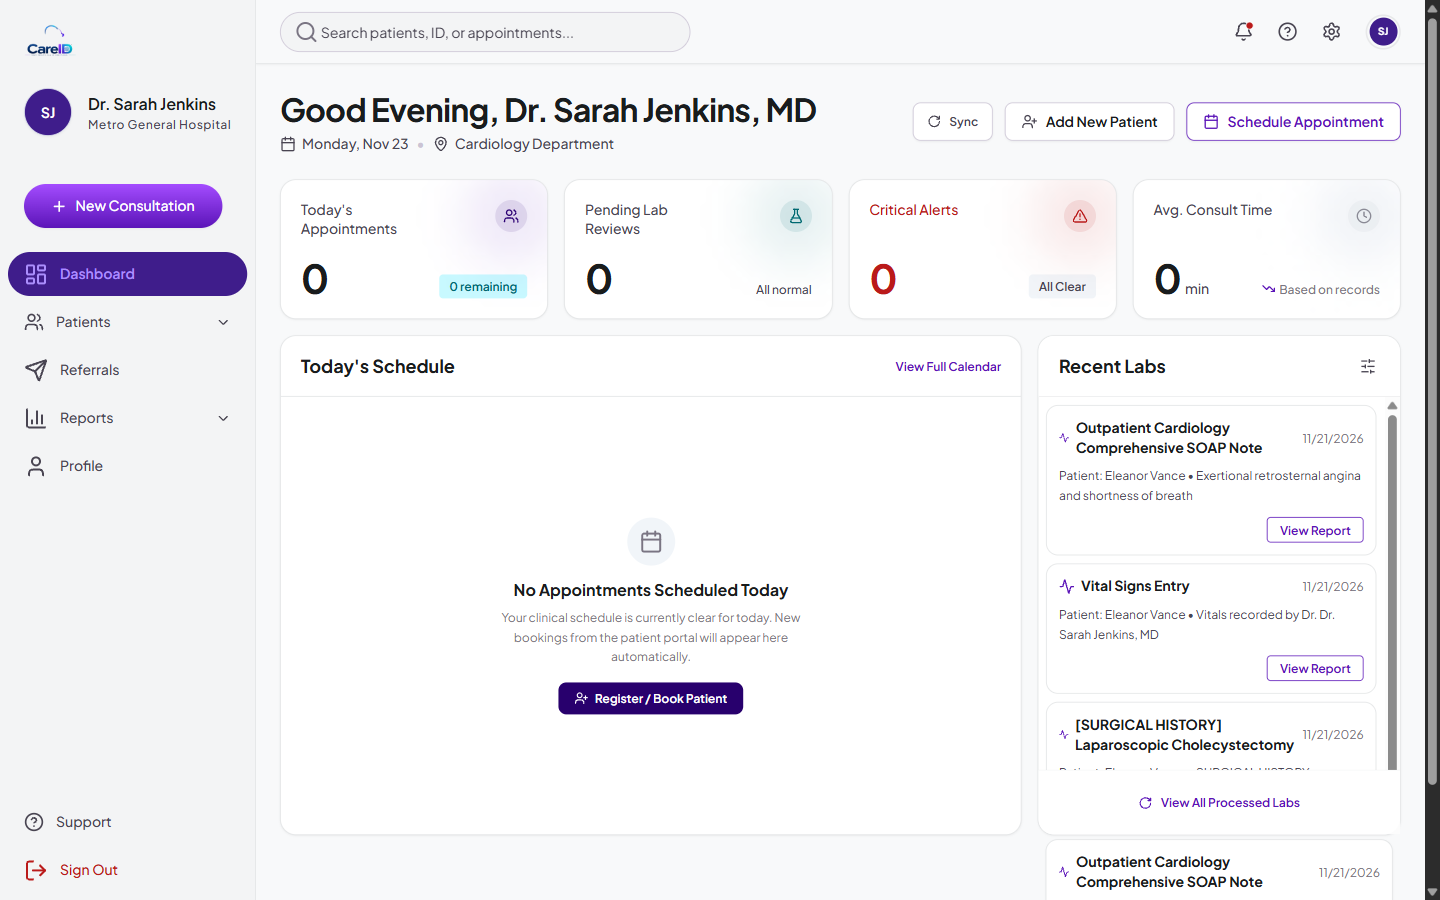 CareID
SJ
Dr. Sarah Jenkins
Metro General Hospital
New Consultation
Dashboard
Patients
Referrals
Reports
Profile
Support
Sign Out
Search patients, ID, or appointments...
SJ
Good Evening, Dr. Sarah Jenkins, MD
Monday, Nov 23 • Cardiology Department
Sync
Add New Patient
Schedule Appointment
Today's
Appointments
0
0 remaining
Pending Lab
Reviews
0
All normal
Critical Alerts
0
All Clear
Avg. Consult Time
0 min
Based on records
Today's Schedule
View Full Calendar
No Appointments Scheduled Today
Your clinical schedule is currently clear for today. New
bookings from the patient portal will appear here
automatically.
Register / Book Patient
Recent Labs
Outpatient Cardiology
Comprehensive SOAP Note
11/21/2026
Patient: Eleanor Vance • Exertional retrosternal angina
and shortness of breath
View Report
Vital Signs Entry
11/21/2026
Patient: Eleanor Vance • Vitals recorded by Dr. Dr.
Sarah Jenkins, MD
View Report
[SURGICAL HISTORY]
Laparoscopic Cholecystectomy
11/21/2026
View All Processed Labs
Outpatient Cardiology
Comprehensive SOAP Note
11/21/2026